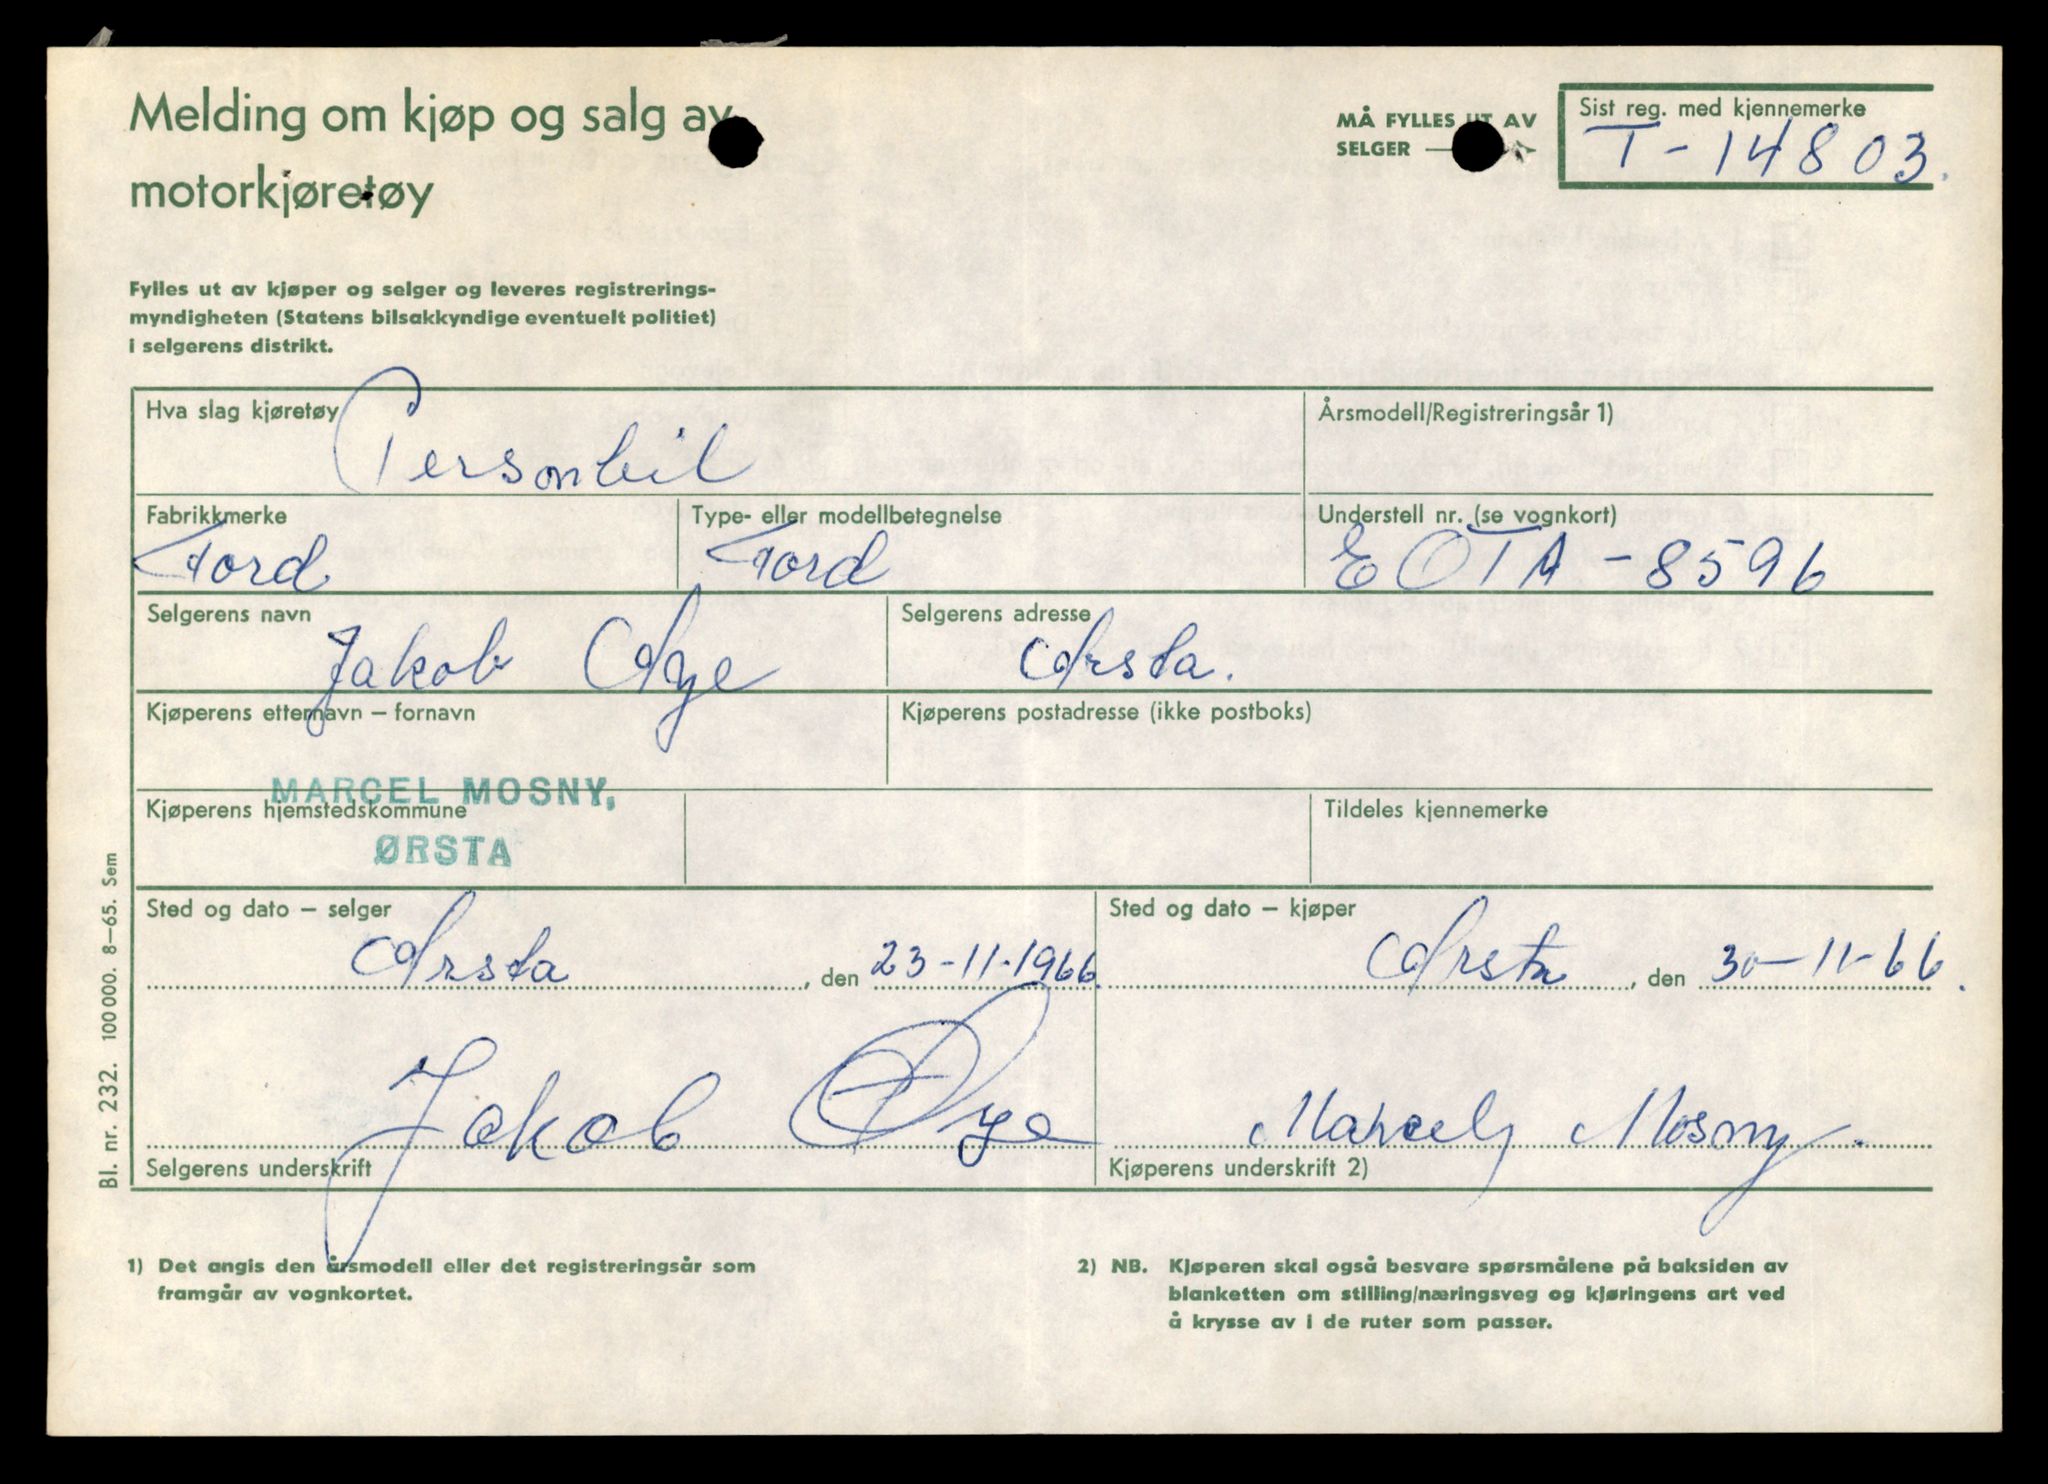 Melding om kjøp og salg av
motorkjøretøy
MÅ FYLLES UT AV
SELGER
Sist reg. med kjennemerke
T-14803.
Fylles ut av kjøper og selger og leveres registrerings-
myndigheten (Statens bilsakkyndige eventuelt politiet)
i selgerens distrikt.
Hva slag kjøretøy
Personbil
Årsmodell/Registreringsår 1)
Fabrikkmerke
Ford
Type- eller modellbetegnelse
Ford
Understell nr. (se vognkort)
EOTA-8596
Selgerens navn
Jakob Øye
Selgerens adresse
Ørsta.
Kjøperens etternavn – fornavn
Kjøperens postadresse (ikke postboks)
MARCEL MOSNY,
Kjøperens hjemstedskommune
ØRSTA
Tildeles kjennemerke
Sted og dato – selger
Ørsta, den 23-11-1966.
Sted og dato – kjøper
Ørsta, den 30-11-66.
Jakob Øye
Selgerens underskrift
Marcely Mosny.
Kjøperens underskrift 2)
Bl. nr. 232. 100 000. 8–65. Sem
1) Det angis den årsmodell eller det registreringsår som
framgår av vognkortet.
2) NB. Kjøperen skal også besvare spørsmålene på baksiden av
blanketten om stilling/næringsveg og kjøringens art ved
å krysse av i de ruter som passer.